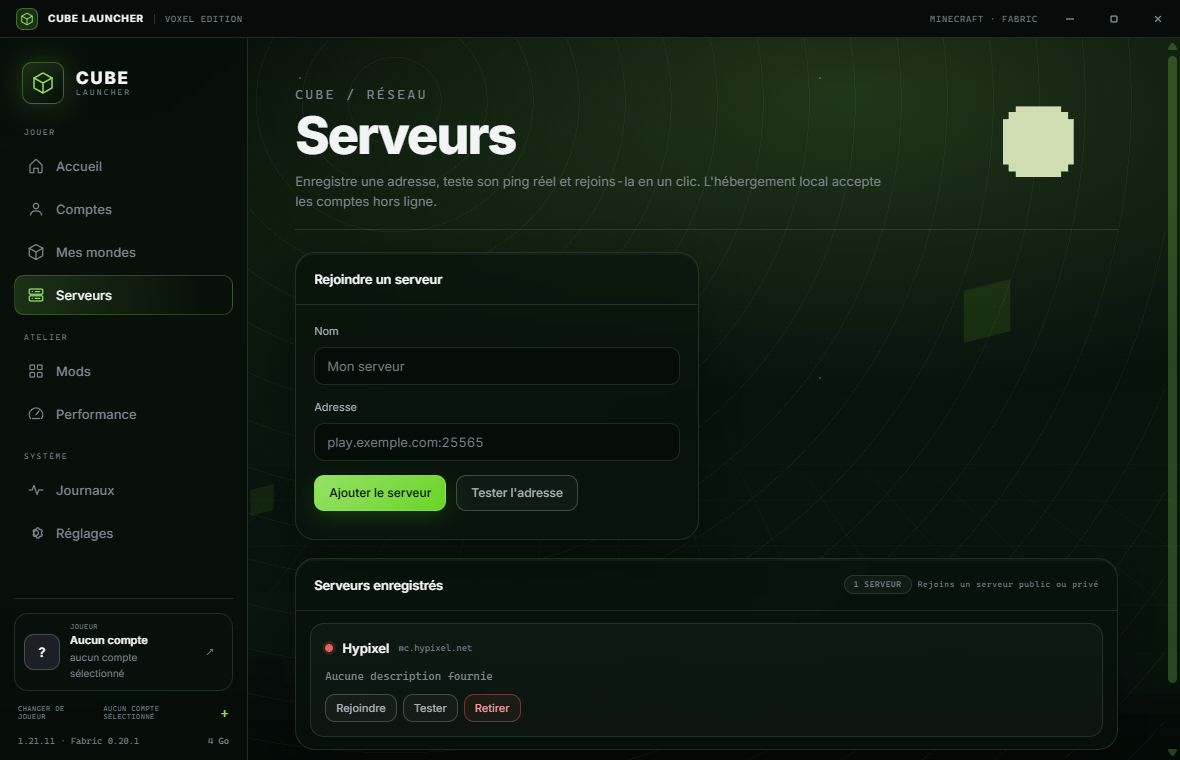 CUBE LAUNCHER VOXEL EDITION MINECRAFT · FABRIC
CUBE
LAUNCHER
JOUER
Accueil
Comptes
Mes mondes
Serveurs
ATELIER
Mods
Performance
SYSTÈME
Journaux
Réglages
?
JOUEUR
Aucun compte
aucun compte
sélectionné
↗
CHANGER DE
JOUEUR
AUCUN COMPTE
SÉLECTIONNÉ
+
1.21.11 · Fabric 0.20.1 4 Go
CUBE / RÉSEAU
Serveurs
Enregistre une adresse, teste son ping réel et rejoins-la en un clic. L'hébergement local accepte
les comptes hors ligne.
Rejoindre un serveur
Nom
Mon serveur
Adresse
play.exemple.com:25565
Ajouter le serveur Tester l'adresse
Serveurs enregistrés 1 SERVEUR Rejoins un serveur public ou privé
Hypixel mc.hypixel.net
Aucune description fournie
Rejoindre Tester Retirer